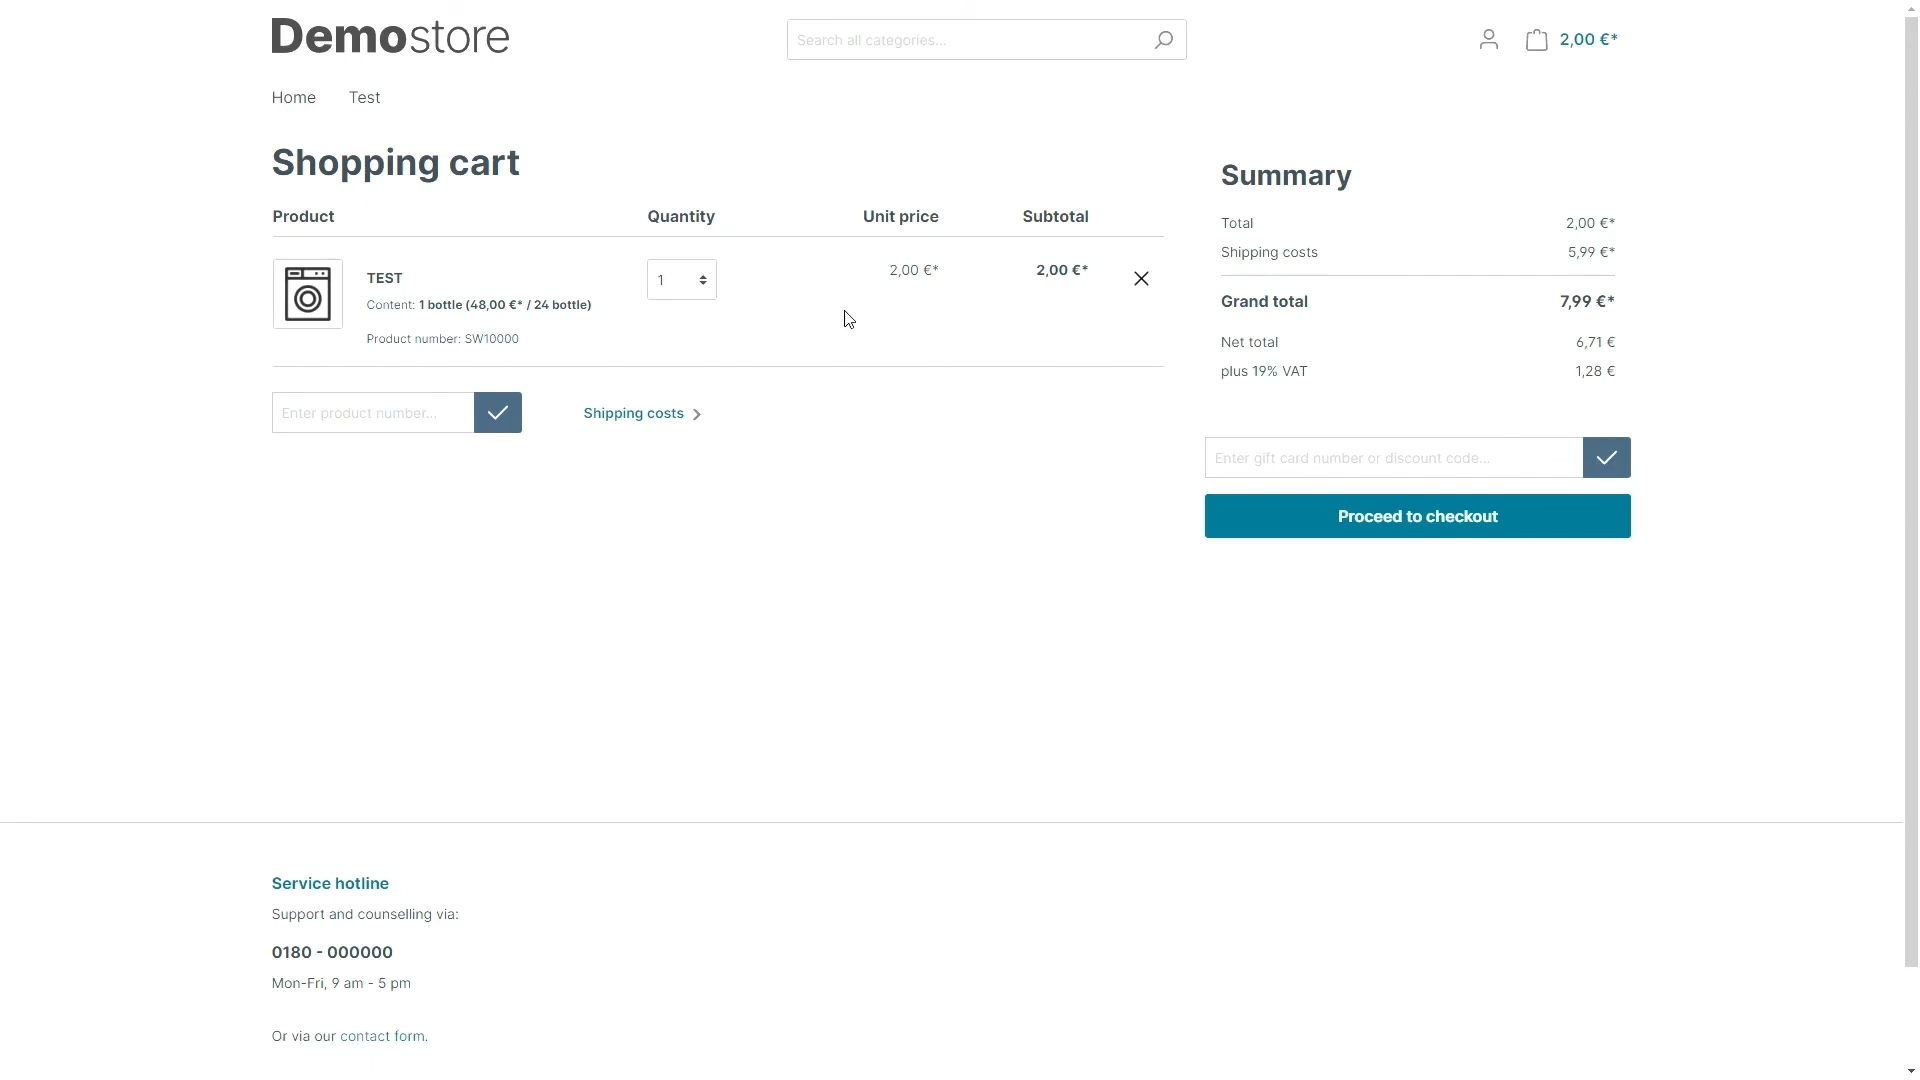 Demostore
Search all categories...
2,00 €*
Home Test
Shopping cart
Product Quantity Unit price Subtotal
TEST
Content: 1 bottle (48,00 €* / 24 bottle)
Product number: SW10000
1
2,00 €*
2,00 €*
Enter product number...
Shipping costs
Summary
Total 2,00 €*
Shipping costs 5,99 €*
Grand total 7,99 €*
Net total 6,71 €
plus 19% VAT 1,28 €
Enter gift card number or discount code...
Proceed to checkout
Service hotline
Support and counselling via:
0180 - 000000
Mon-Fri, 9 am - 5 pm
Or via our contact form.